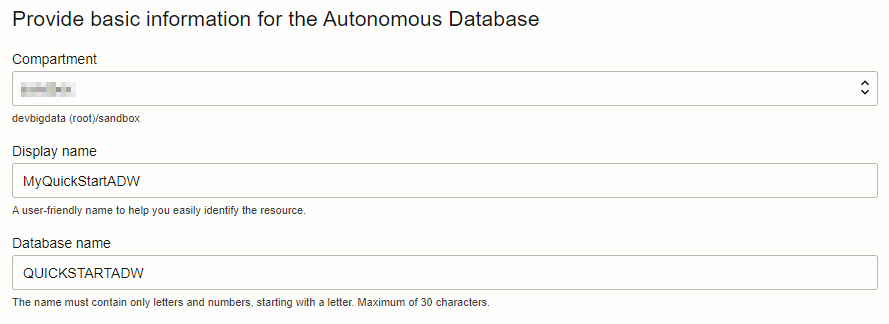 Provide basic information for the Autonomous Database
Compartment
devbigdata (root)/sandbox
Display name
MyQuickStartADW
A user-friendly name to help you easily identify the resource.
Database name
QUICKSTARTADW
The name must contain only letters and numbers, starting with a letter. Maximum of 30 characters.